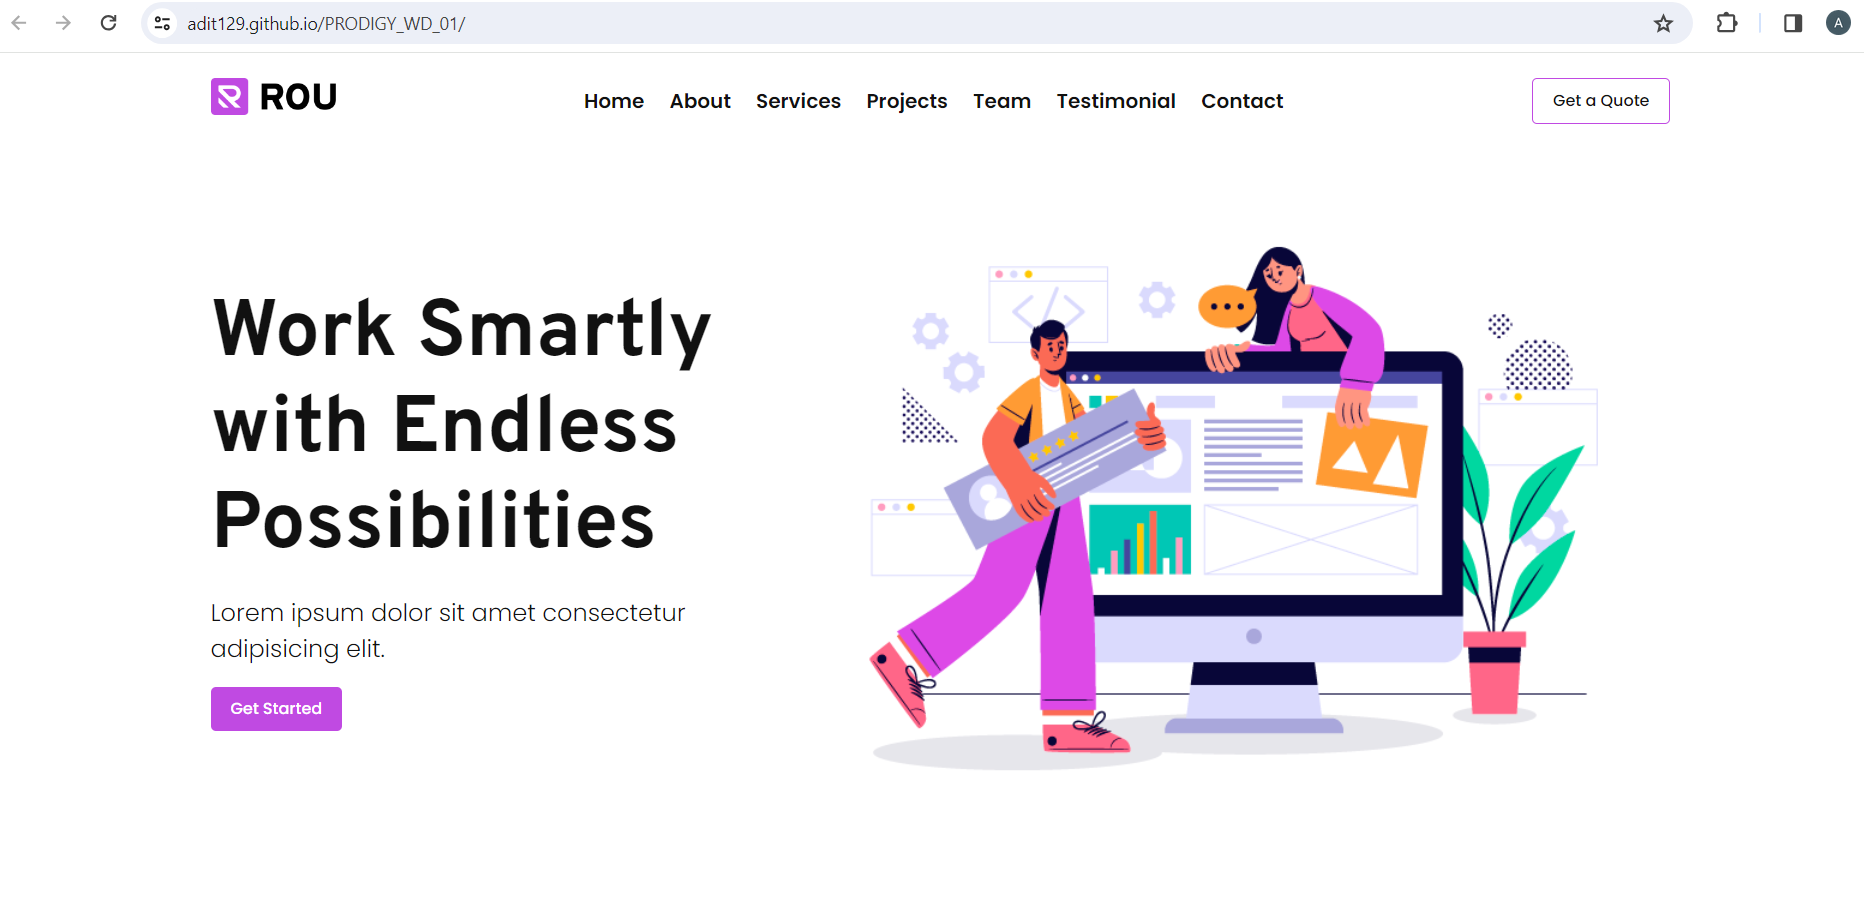 adit129.github.io/PRODIGY_WD_01/
A
ROU
Home About Services Projects Team Testimonial Contact
Get a Quote
Work Smartly
with Endless
Possibilities
Lorem ipsum dolor sit amet consectetur
adipisicing elit.
Get Started